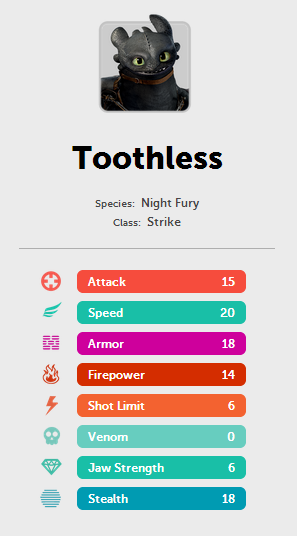 Toothless
Species: Night Fury
Class: Strike
Attack 15
Speed 20
Armor 18
Firepower 14
Shot Limit 6
Venom 0
Jaw Strength 6
Stealth 18